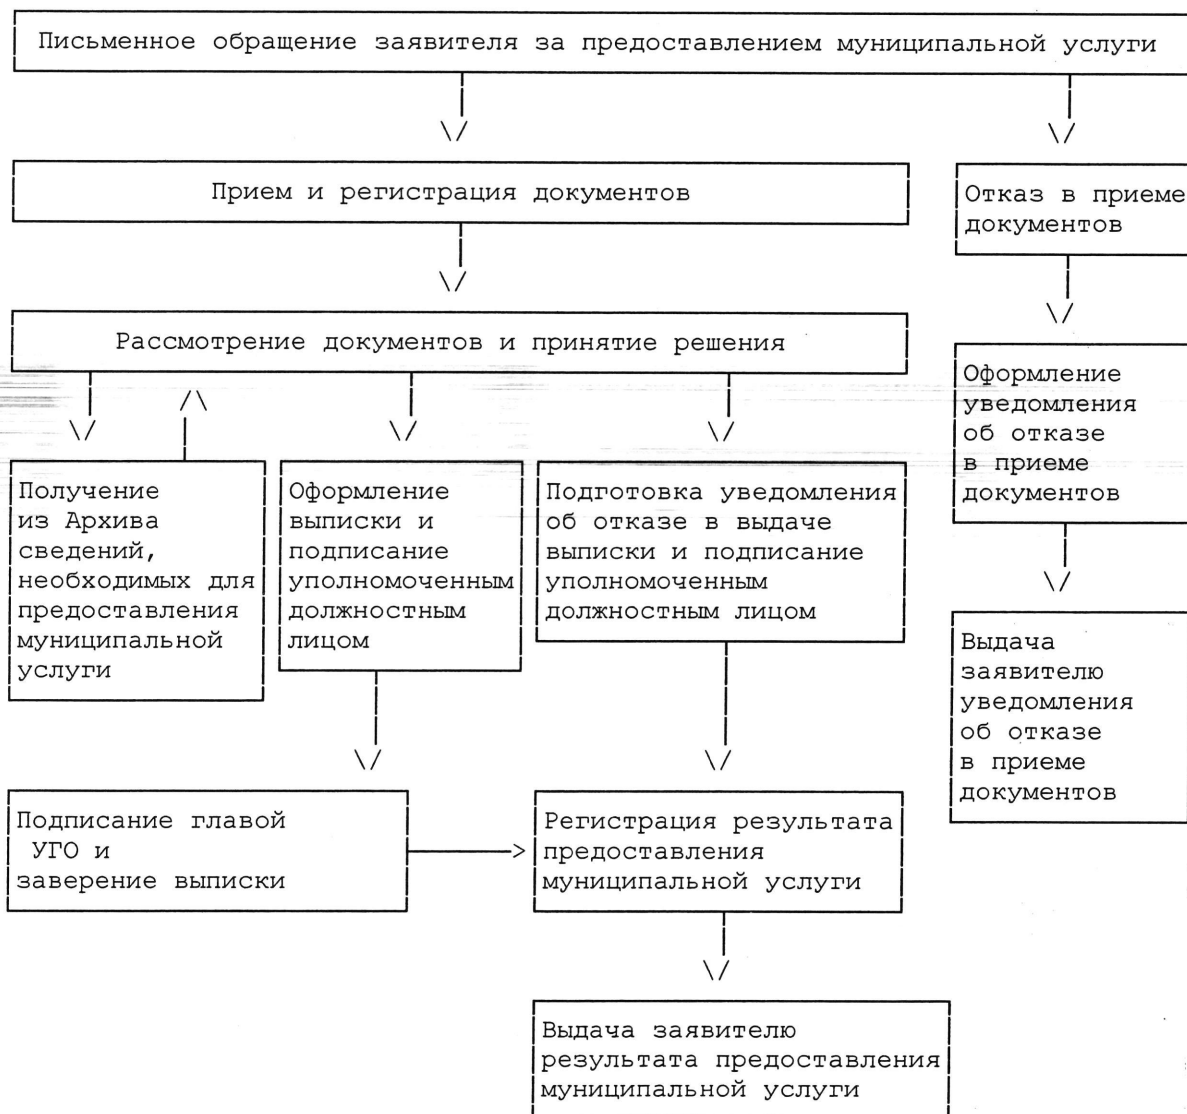 Письменное обращение заявителя за предоставлением муниципальной услуги
Прием и регистрация документов
Отказ в приеме
документов
Рассмотрение документов и принятие решения
Оформление
уведомления
об отказе
в приеме
документов
Получение
из Архива
сведений,
необходимых для
предоставления
муниципальной
услуги
Оформление
выписки и
подписание
уполномоченным
должностным
лицом
Подготовка уведомления
об отказе в выдаче
выписки и подписание
уполномоченным
должностным лицом
Выдача
заявителю
уведомления
об отказе
в приеме
документов
Подписание главой
УГО и
заверение выписки
Регистрация результата
предоставления
муниципальной услуги
Выдача заявителю
результата предоставления
муниципальной услуги